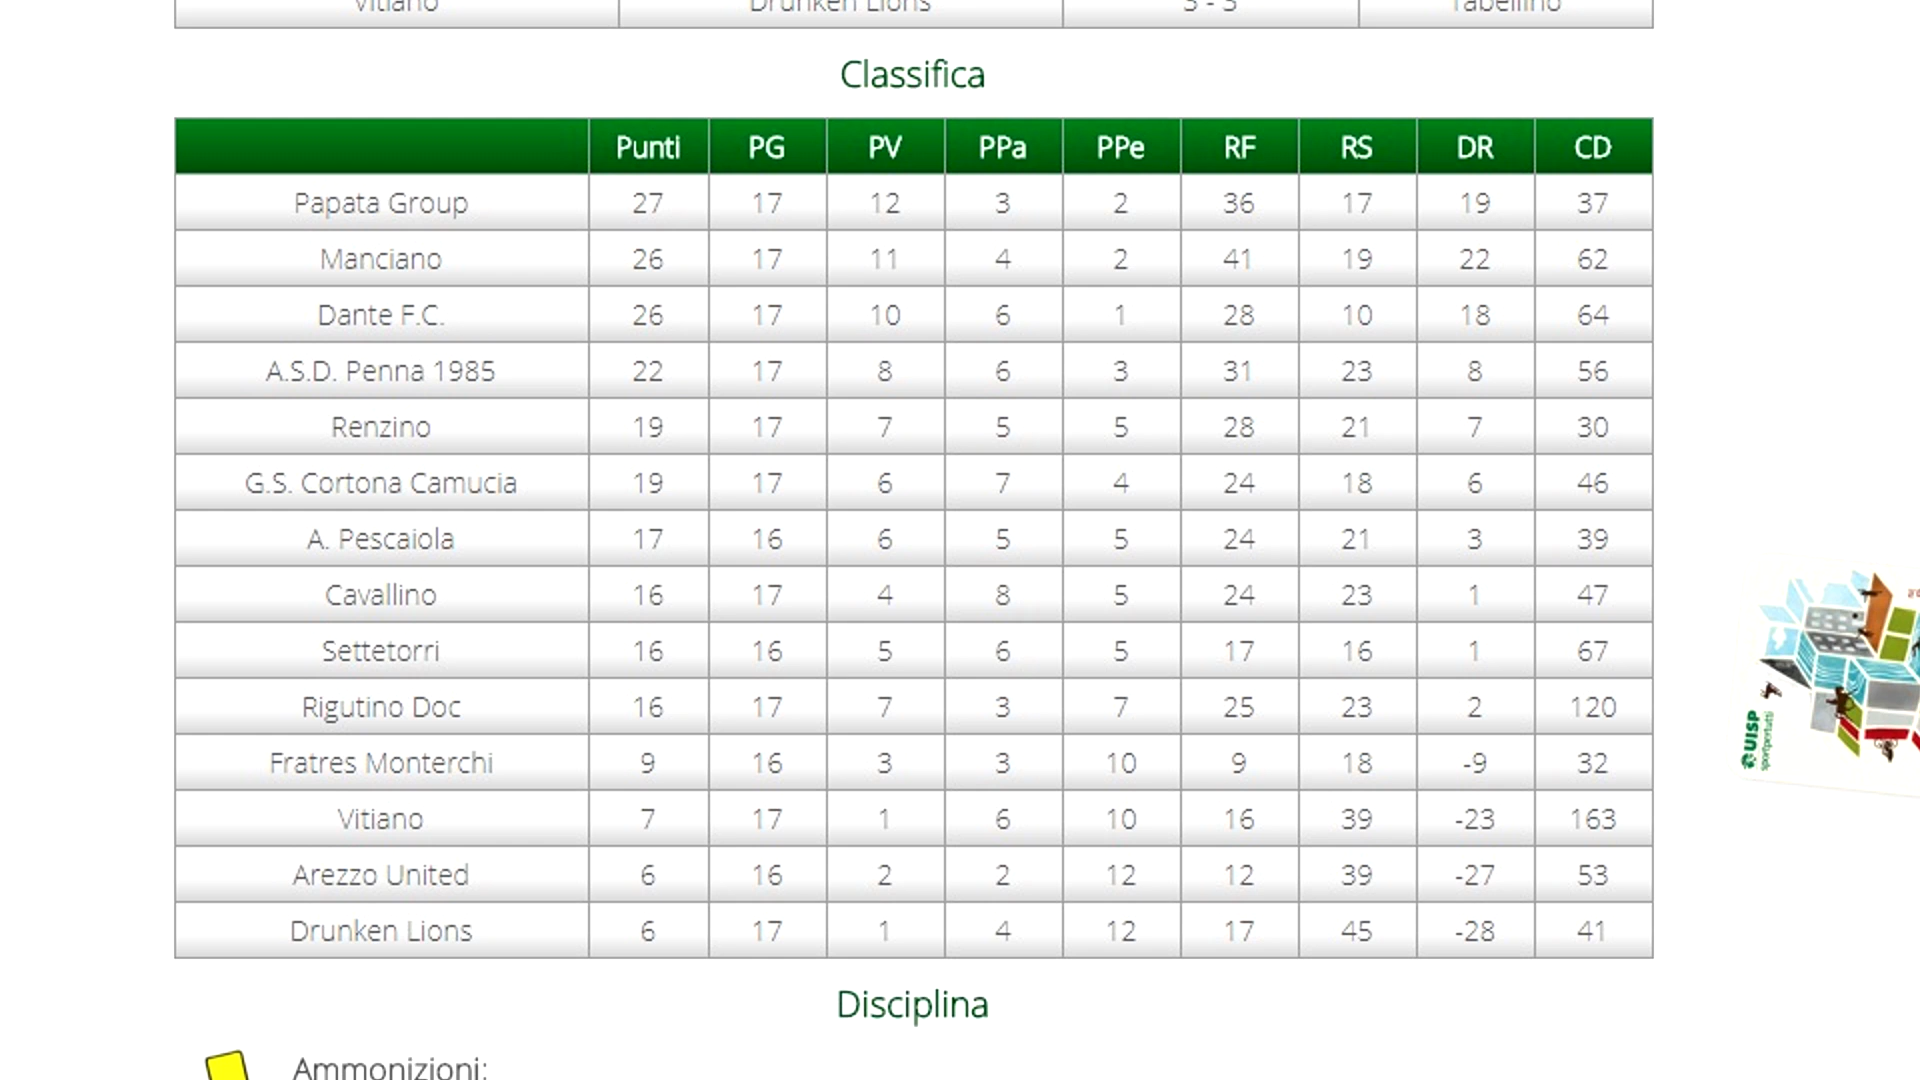 Vitiano Drunken Lions 3 - 3 Tabellino
Classifica
Punti PG PV PPa PPe RF RS DR CD
Papata Group 27 17 12 3 2 36 17 19 37
Manciano 26 17 11 4 2 41 19 22 62
Dante F.C. 26 17 10 6 1 28 10 18 64
A.S.D. Penna 1985 22 17 8 6 3 31 23 8 56
Renzino 19 17 7 5 5 28 21 7 30
G.S. Cortona Camucia 19 17 6 7 4 24 18 6 46
A. Pescaiola 17 16 6 5 5 24 21 3 39
Cavallino 16 17 4 8 5 24 23 1 47
Settetorri 16 16 5 6 5 17 16 1 67
Rigutino Doc 16 17 7 3 7 25 23 2 120
Fratres Monterchi 9 16 3 3 10 9 18 -9 32
Vitiano 7 17 1 6 10 16 39 -23 163
Arezzo United 6 16 2 2 12 12 39 -27 53
Drunken Lions 6 17 1 4 12 17 45 -28 41
Disciplina
Ammonizioni:
UISP
sportpertutti